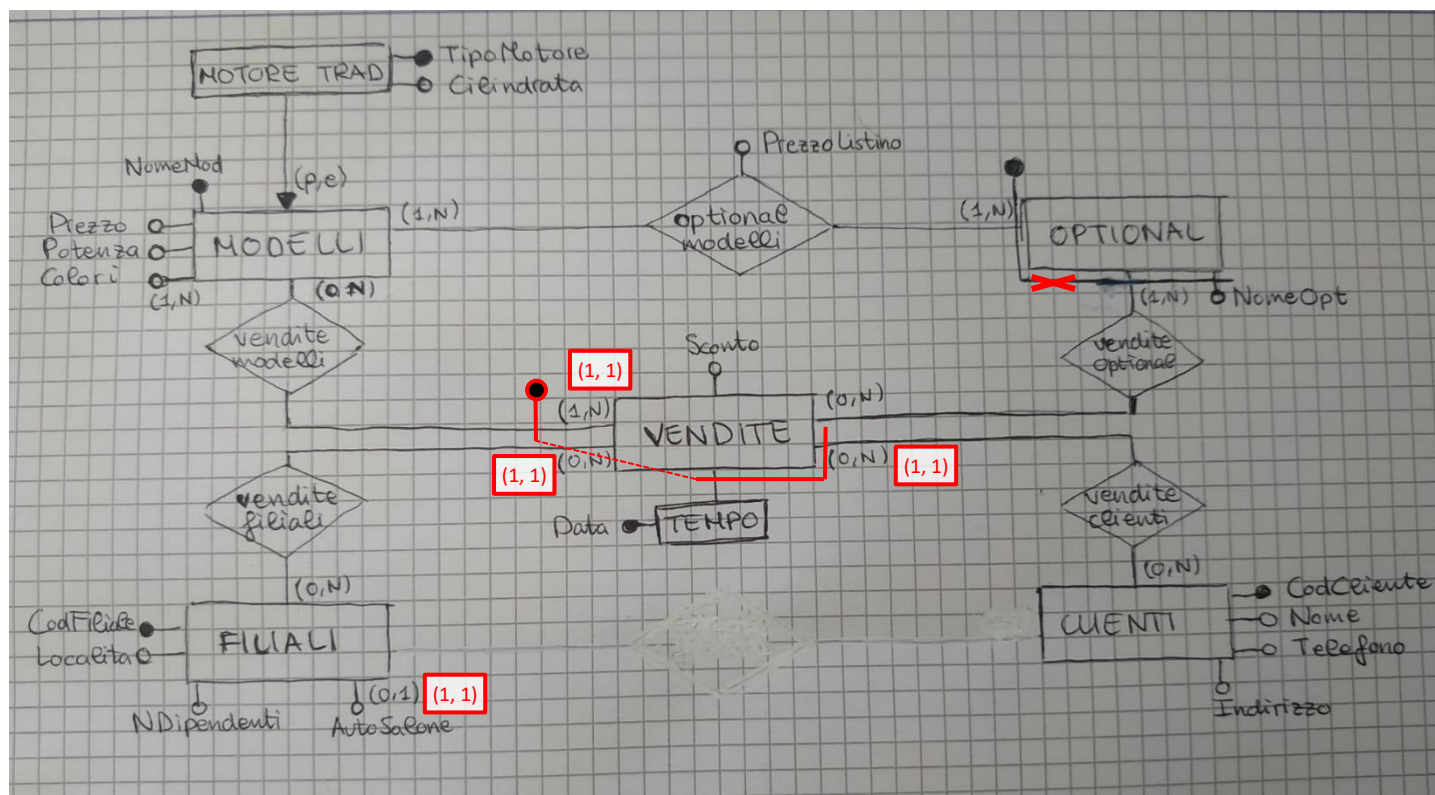 MOTORE TRAD
TipoMotore
Cilindrata
NomeMod
(p,e)
PrezzoListino
Prezzo
Potenza
Colori
(1,N)
MODELLI
(1,N)
optional
modelli
(1,N)
OPTIONAL
(0,N)
(1,N)
NomeOpt
vendite
modelli
Sconto
vendite
optional
(1, 1)
(1,N)
VENDITE
(0,N)
(1, 1)
(0,N)
(0,N)
(1, 1)
vendite
filiali
Data
TEMPO
vendite
clienti
(0,N)
(0,N)
CodFiliale
Localita
FILIALI
CLIENTI
CodCliente
Nome
Telefono
(0,1)
(1, 1)
NDipendenti
AutoSalone
Indirizzo